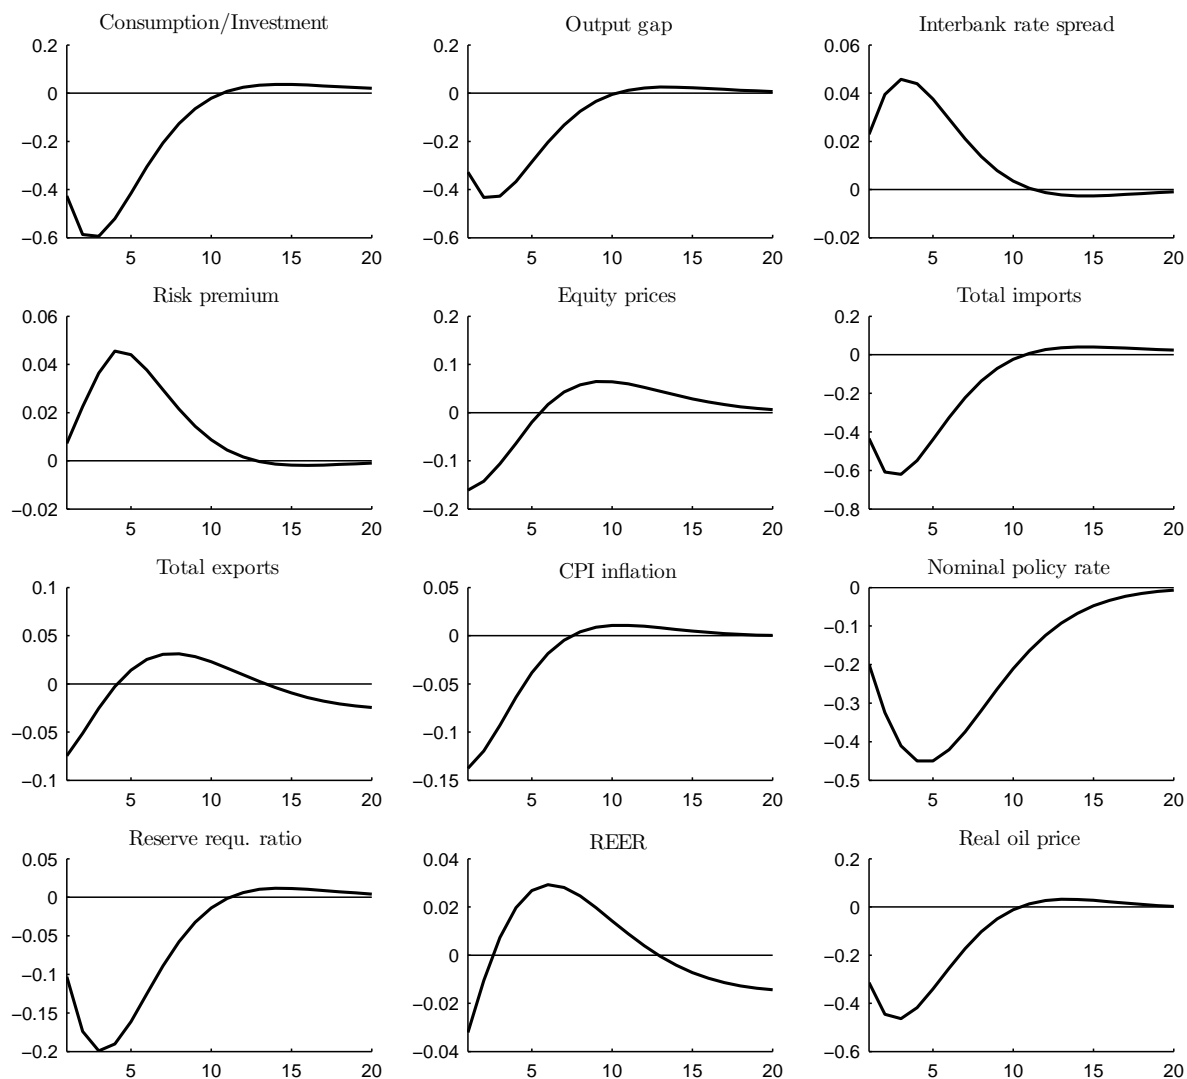 Consumption/Investment
0.2
0
−0.2
−0.4
−0.6
5 10 15 20
Output gap
0.2
0
−0.2
−0.4
−0.6
5 10 15 20
Interbank rate spread
0.06
0.04
0.02
0
−0.02
5 10 15 20
Risk premium
0.06
0.04
0.02
0
−0.02
5 10 15 20
Equity prices
0.2
0.1
0
−0.1
−0.2
5 10 15 20
Total imports
0.2
0
−0.2
−0.4
−0.6
−0.8
5 10 15 20
Total exports
0.1
0.05
0
−0.05
−0.1
5 10 15 20
CPI inflation
0.05
0
−0.05
−0.1
−0.15
5 10 15 20
Nominal policy rate
0
−0.1
−0.2
−0.3
−0.4
−0.5
5 10 15 20
Reserve requ. ratio
0.05
0
−0.05
−0.1
−0.15
−0.2
5 10 15 20
REER
0.04
0.02
0
−0.02
−0.04
5 10 15 20
Real oil price
0.2
0
−0.2
−0.4
−0.6
5 10 15 20